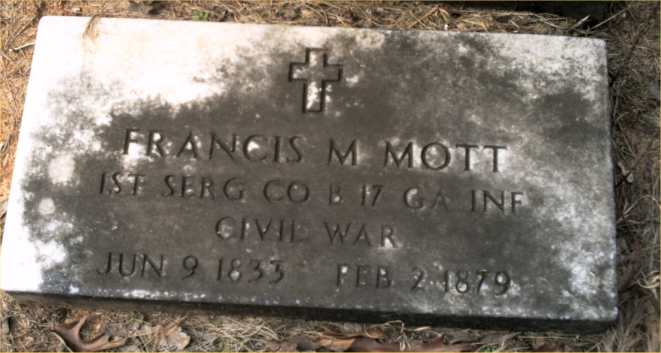 FRANCIS M MOTT
1ST SERG CO B 17 GA INF
CIVIL WAR
JUN 9 1833 FEB 2 1879